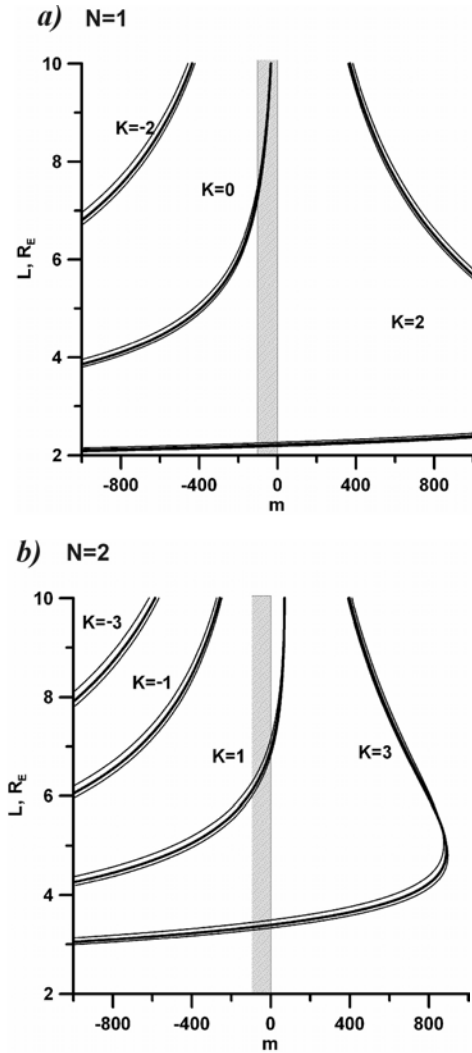 a) N=1
10
K=-2
8
K=0
L, R_E
6
K=2
4
2
-800 -400 0 400 800
m
b) N=2
10
K=-3
K=-1
8
K=1
K=3
L, R_E
6
4
2
-800 -400 0 400 800
m